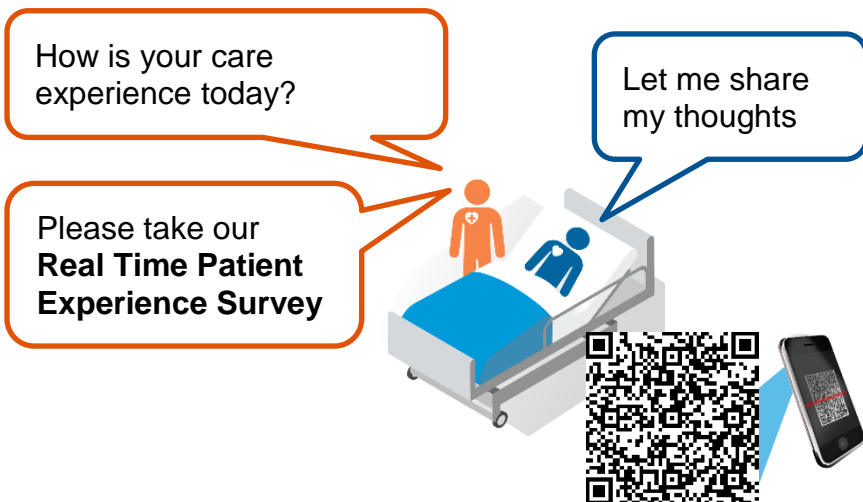 How is your care
experience today?
Let me share
my thoughts
Please take our
Real Time Patient
Experience Survey